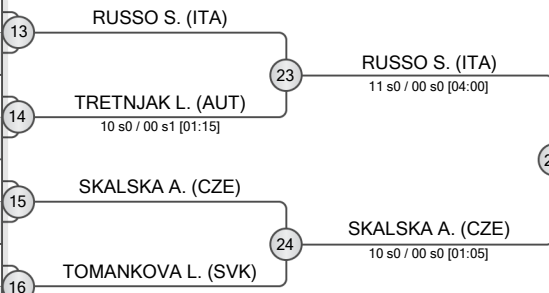 13
RUSSO S. (ITA)
23
RUSSO S. (ITA)
11 s0 / 00 s0 [04:00]
14
TRETNJAK L. (AUT)
10 s0 / 00 s1 [01:15]
15
SKALSKA A. (CZE)
24
SKALSKA A. (CZE)
10 s0 / 00 s0 [01:05]
16
TOMANKOVA L. (SVK)